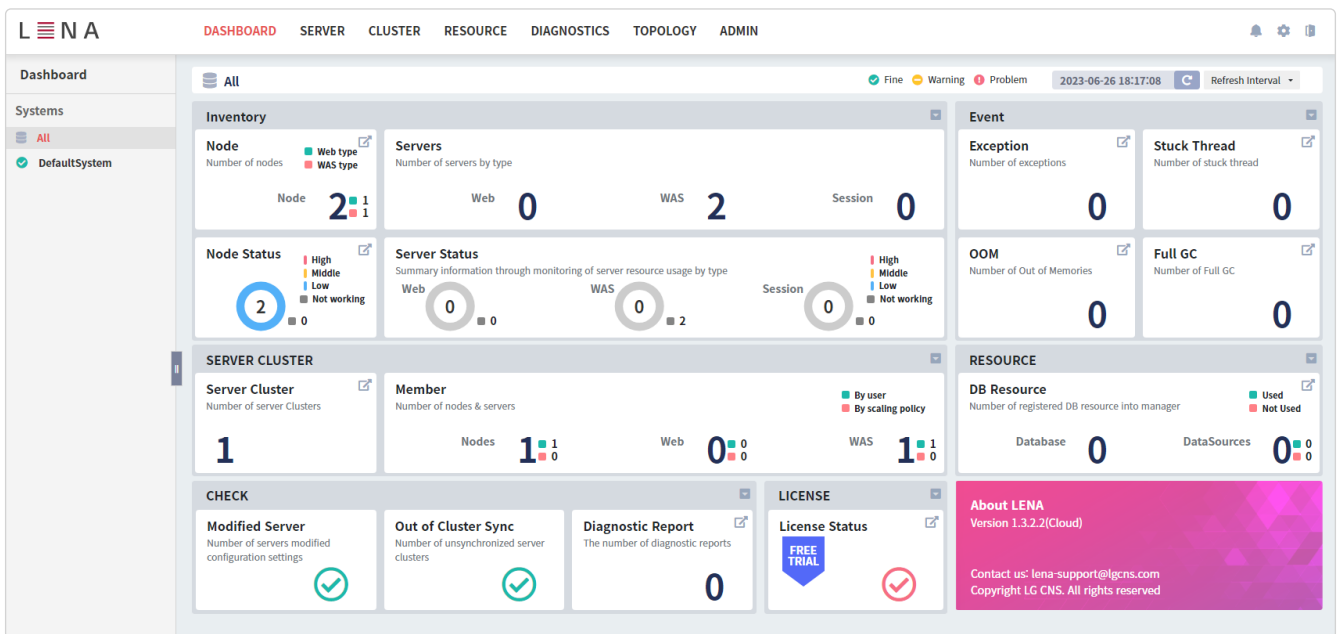 LENA
DASHBOARD SERVER CLUSTER RESOURCE DIAGNOSTICS TOPOLOGY ADMIN
Dashboard
Systems
All
DefaultSystem
All
Fine Warning Problem 2023-06-26 18:17:08 Refresh Interval
Inventory
Node
Number of nodes
Web type
WAS type
Node 2 1
1
Servers
Number of servers by type
Web 0 WAS 2 Session 0
Node Status
High
Middle
Low
Not working
2
0
Server Status
Summary information through monitoring of server resource usage by type
High
Middle
Low
Not working
Web 0 0
WAS 0 2
Session 0 0
Event
Exception
Number of exceptions
0
Stuck Thread
Number of stuck thread
0
OOM
Number of Out of Memories
0
Full GC
Number of Full GC
0
SERVER CLUSTER
Server Cluster
Number of server Clusters
1
Member
Number of nodes & servers
By user
By scaling policy
Nodes 1 1
0
Web 0 0
0
WAS 1 1
0
RESOURCE
DB Resource
Number of registered DB resource into manager
Used
Not Used
Database 0 DataSources 0 0
0
CHECK
Modified Server
Number of servers modified
configuration settings
Out of Cluster Sync
Number of unsynchronized server
clusters
Diagnostic Report
The number of diagnostic reports
0
LICENSE
License Status
FREE
TRIAL
About LENA
Version 1.3.2.2(Cloud)
Contact us: lena-support@lgcns.com
Copyright LG CNS. All rights reserved